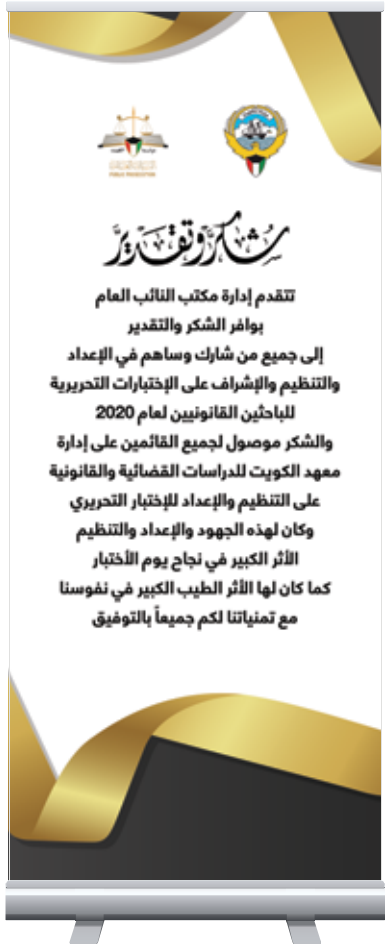 PUBLIC PROSECUTION
شكر وتقدير
تتقدم إدارة مكتب النائب العام
بوافر الشكر والتقدير
إلى جميع من شارك وساهم في الإعداد
والتنظيم والإشراف على الإختبارات التحريرية
للباحثين القانونيين لعام 2020
والشكر موصول لجميع القائمين على إدارة
معهد الكويت للدراسات القضائية والقانونية
على التنظيم والإعداد للإختبار التحريري
وكان لهذه الجهود والإعداد والتنظيم
الأثر الكبير في نجاح يوم الأختبار
كما كان لها الأثر الطيب الكبير في نفوسنا
مع تمنياتنا لكم جميعاً بالتوفيق